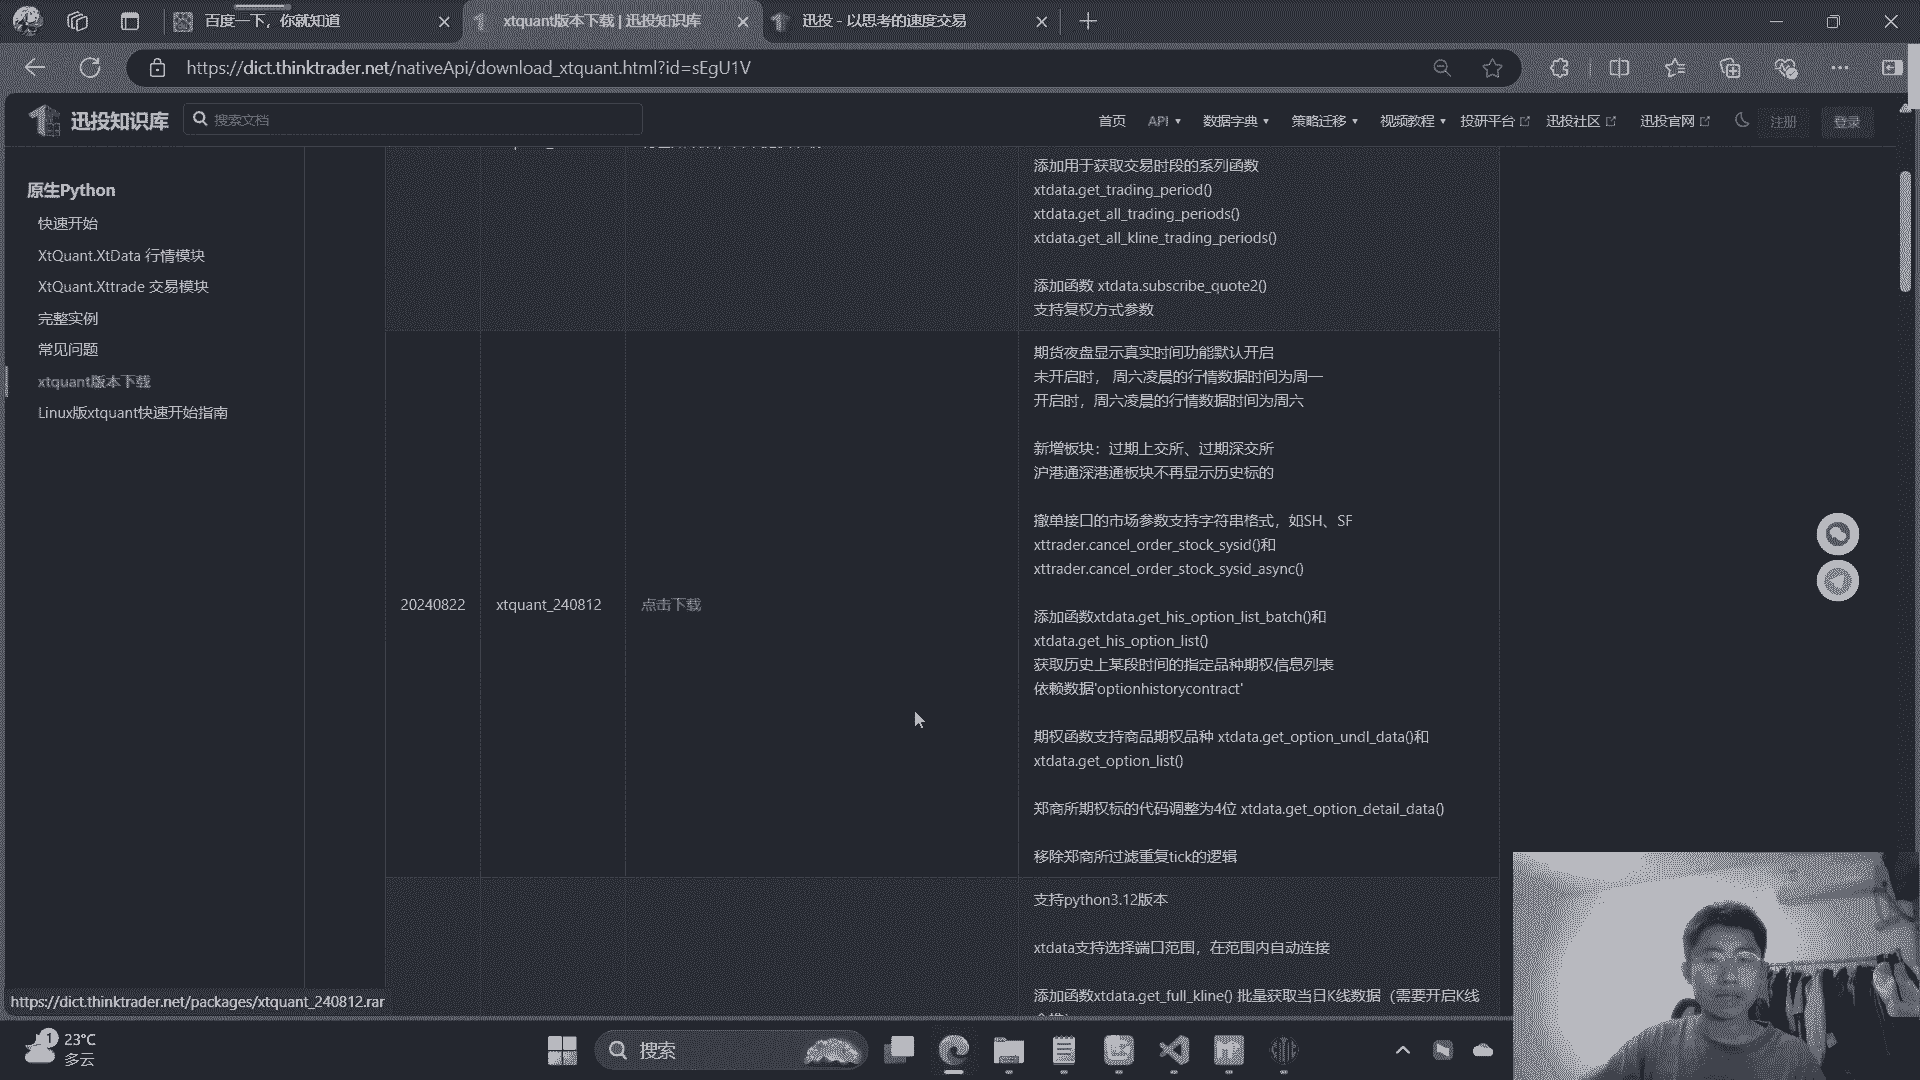 百度一下，你就知道
xtquant版本下载 | 迅投知识库
迅投 - 以思考的速度交易
https://dict.thinktrader.net/nativeApi/download_xtquant.html?id=sEgU1V
迅投知识库
搜索文档
首页
API
数据字典
策略迁移
视频教程
投研平台
迅投社区
迅投官网
注册
登录
原生Python
快速开始
XtQuant.XtData 行情模块
XtQuant.Xttrade 交易模块
完整实例
常见问题
xtquant版本下载
Linux版xtquant快速开始指南
添加用于获取交易时段的系列函数
xtdata.get_trading_period()
xtdata.get_all_trading_periods()
xtdata.get_all_kline_trading_periods()
添加函数 xtdata.subscribe_quote2()
支持复权方式参数
20240822
xtquant_240812
点击下载
期货夜盘显示真实时间功能默认开启
未开启时， 周六凌晨的行情数据时间为周一
开启时，周六凌晨的行情数据时间为周六
新增板块：过期上交所、过期深交所
沪港通深港通板块不再显示历史标的
撤单接口的市场参数支持字符串格式，如SH、SF
xttrader.cancel_order_stock_sysid()和
xttrader.cancel_order_stock_sysid_async()
添加函数xtdata.get_his_option_list_batch()和
xtdata.get_his_option_list()
获取历史上某段时间的指定品种期权信息列表
依赖数据'optionhistorycontract'
期权函数支持商品期权品种 xtdata.get_option_undl_data()和
xtdata.get_option_list()
郑商所期权标的代码调整为4位 xtdata.get_option_detail_data()
移除郑商所过滤重复tick的逻辑
支持python3.12版本
xtdata支持选择端口范围，在范围内自动连接
添加函数xtdata.get_full_kline() 批量获取当日K线数据（需要开启K线
https://dict.thinktrader.net/packages/xtquant_240812.rar
1
23°C
多云
搜索